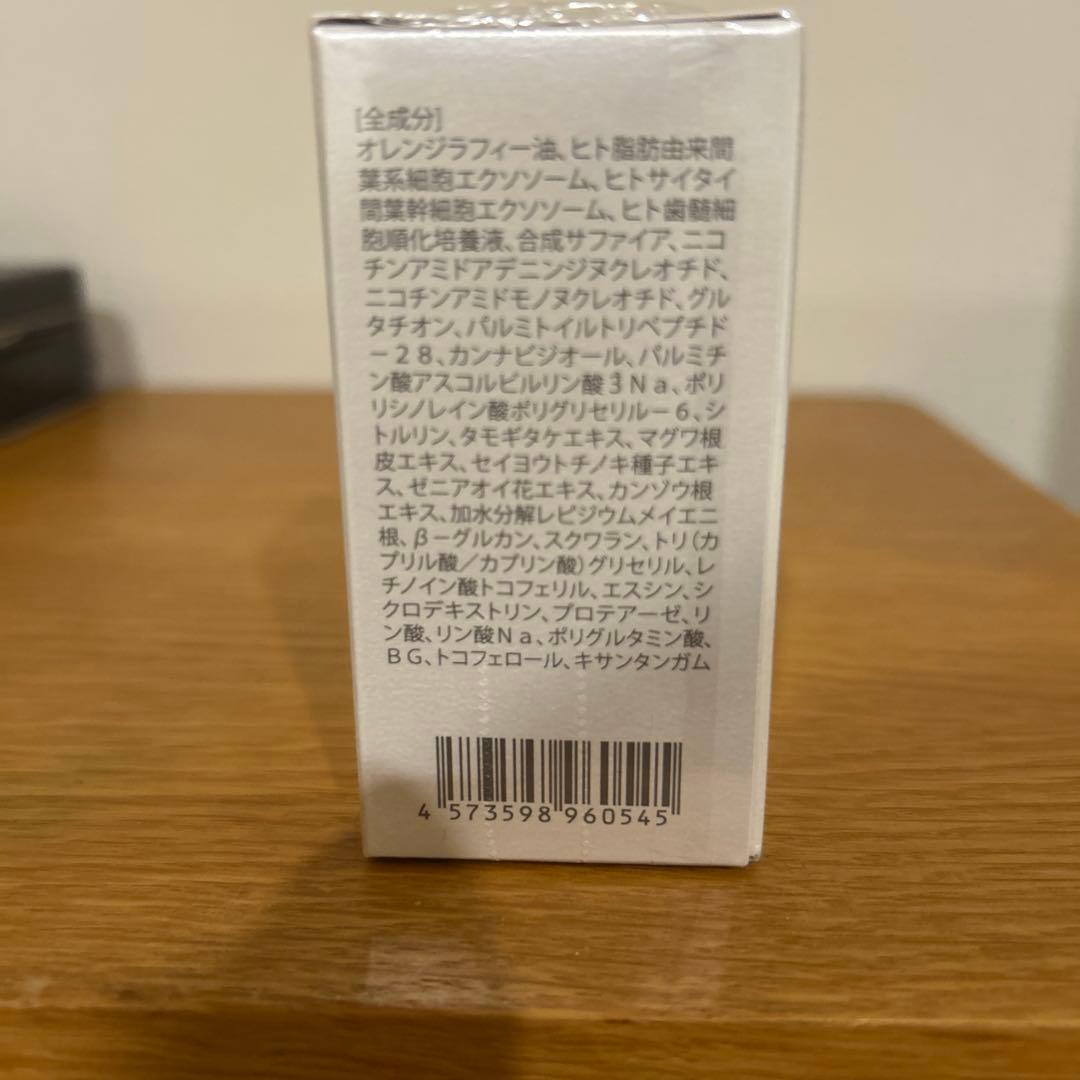 [全成分]
オレンジラフィー油、ヒト脂肪由来間
葉系細胞エクソソーム、ヒトサイタイ
間葉幹細胞エクソソーム、ヒト歯髄細
胞順化培養液、合成サファイア、ニコ
チンアミドアデニンジヌクレオチド、
ニコチンアミドモノヌクレオチド、グル
タチオン、パルミトイルトリペプチド
－２８、カンナビジオール、パルミチ
ン酸アスコルビルリン酸３Ｎａ、ポリ
リシノレイン酸ポリグリセリル－６、シ
トルリン、タモギタケエキス、マグワ根
皮エキス、セイヨウトチノキ種子エキ
ス、ゼニアオイ花エキス、カンゾウ根
エキス、加水分解レピジウムメイエニ
根、β－グルカン、スクワラン、トリ（カ
プリル酸／カプリン酸）グリセリル、レ
チノイン酸トコフェリル、エスシン、シ
クロデキストリン、プロテアーゼ、リ
ン酸、リン酸Ｎａ、ポリグルタミン酸、
ＢＧ、トコフェロール、キサンタンガム
4 573598 960545